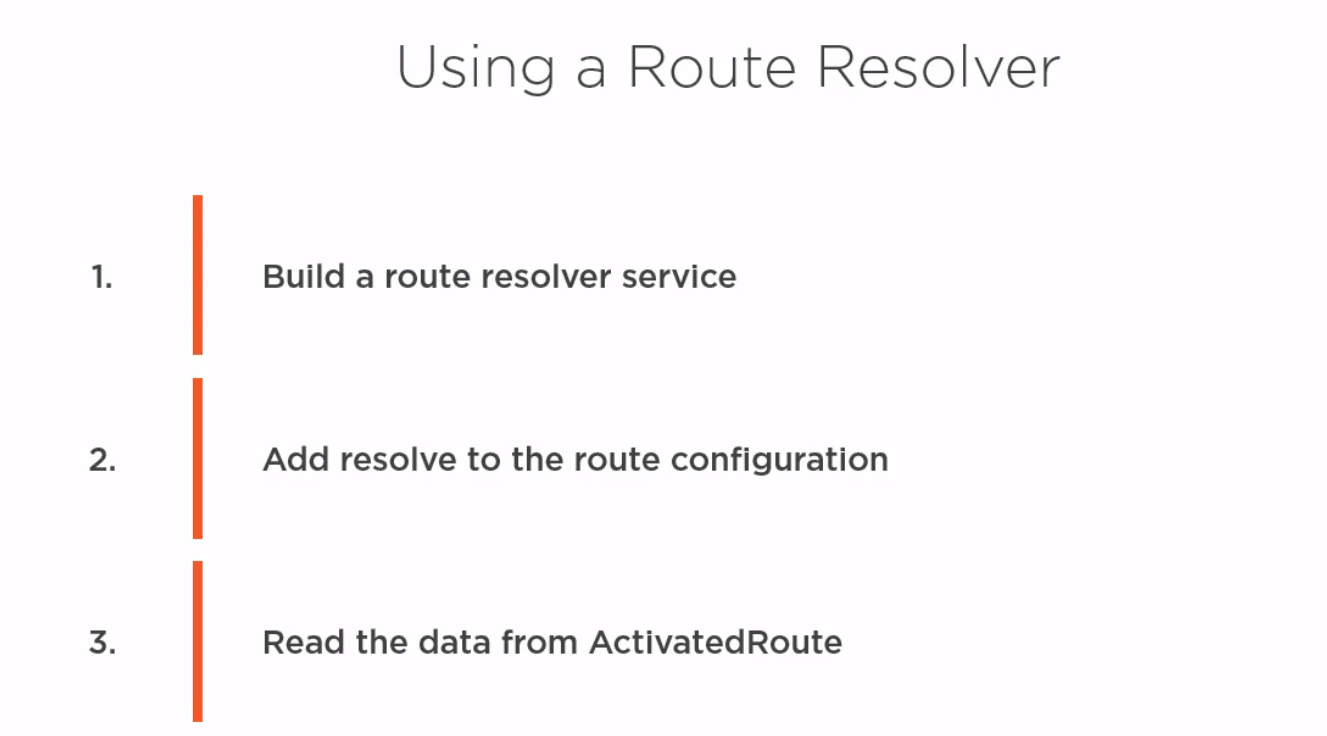 Using a Route Resolver
1. Build a route resolver service
2. Add resolve to the route configuration
3. Read the data from ActivatedRoute